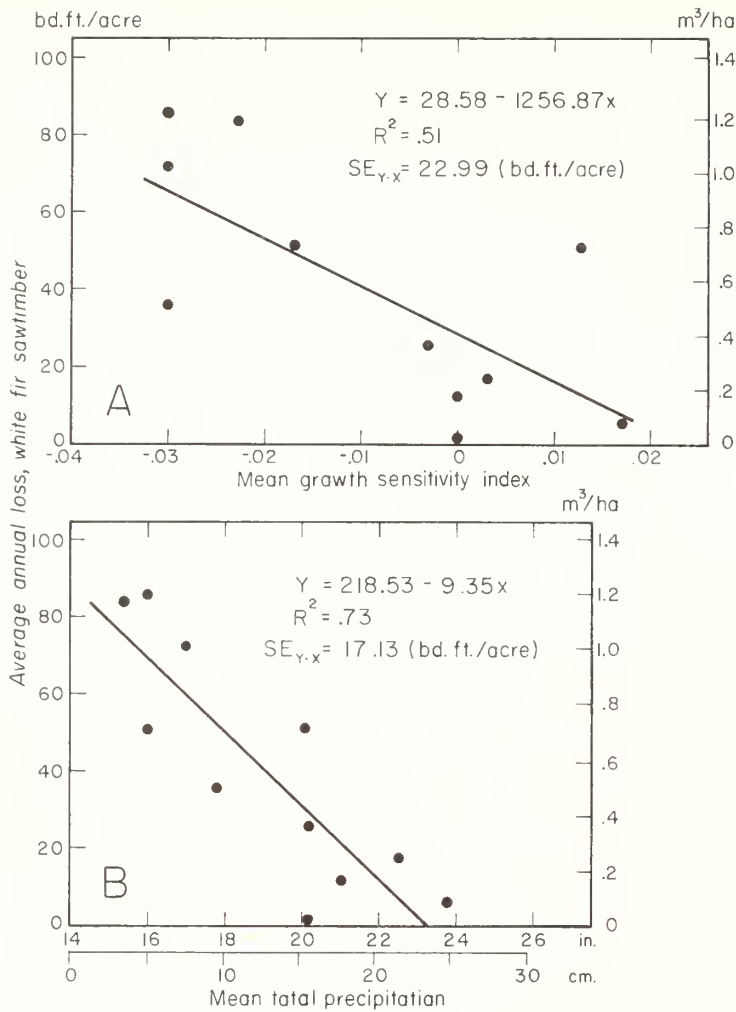 bd.ft./acre
m³/ha
Y = 28.58 - 1256.87x
R² = .51
SE_Y·X = 22.99 (bd.ft./acre)
100
80
60
40
20
0
1.4
1.2
1.0
.8
.6
.4
.2
0
A
-.04
-.03
-.02
-.01
0
.01
.02
Mean growth sensitivity index
Average annual loss, white fir sawtimber
m³/ha
Y = 218.53 - 9.35x
R² = .73
SE_Y·X = 17.13 (bd.ft./acre)
100
80
60
40
20
0
1.4
1.2
1.0
.8
.6
.4
.2
0
B
14
16
18
20
22
24
26
in.
0
10
20
30
cm.
Mean total precipitation